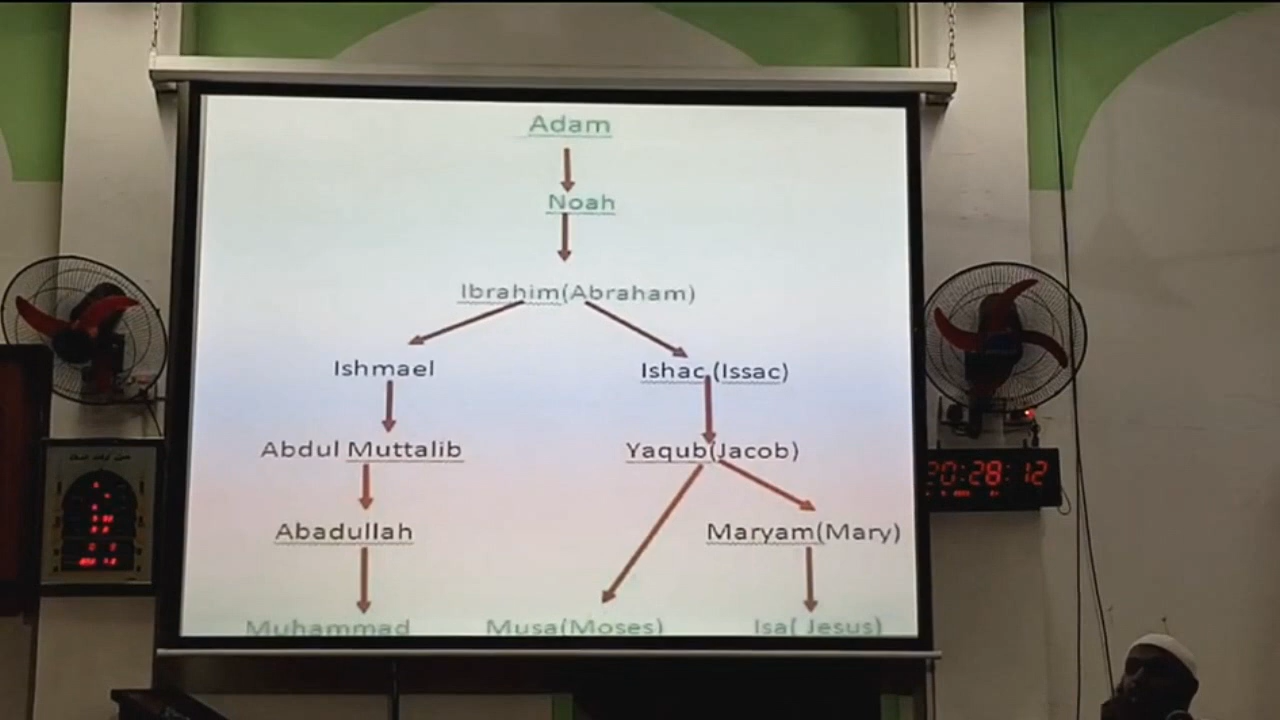 Adam
Noah
Ibrahim(Abraham)
Ishmael
Ishac (Issac)
Abdul Muttalib
Yaqub(Jacob)
Abadullah
Maryam(Mary)
Muhammad
Musa(Moses)
Isa( Jesus)
20:28:12